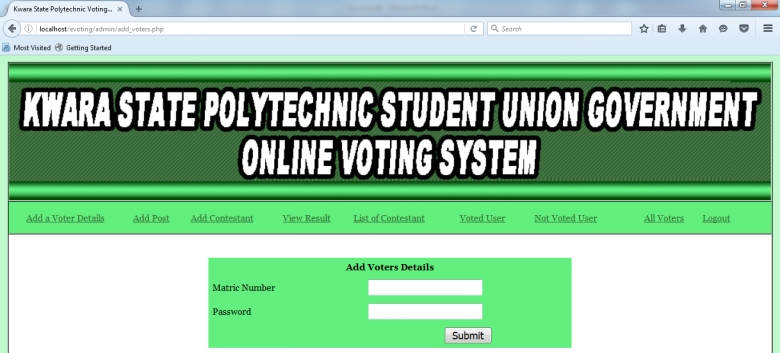 Kwara State Polytechnic Voting... × +
localhost/evoting/admin/add_voters.php Search
Most Visited Getting Started
KWARA STATE POLYTECHNIC STUDENT UNION GOVERNMENT
ONLINE VOTING SYSTEM
Add a Voter Details Add Post Add Contestant View Result List of Contestant Voted User Not Voted User All Voters Logout
Add Voters Details
Matric Number
Password
Submit